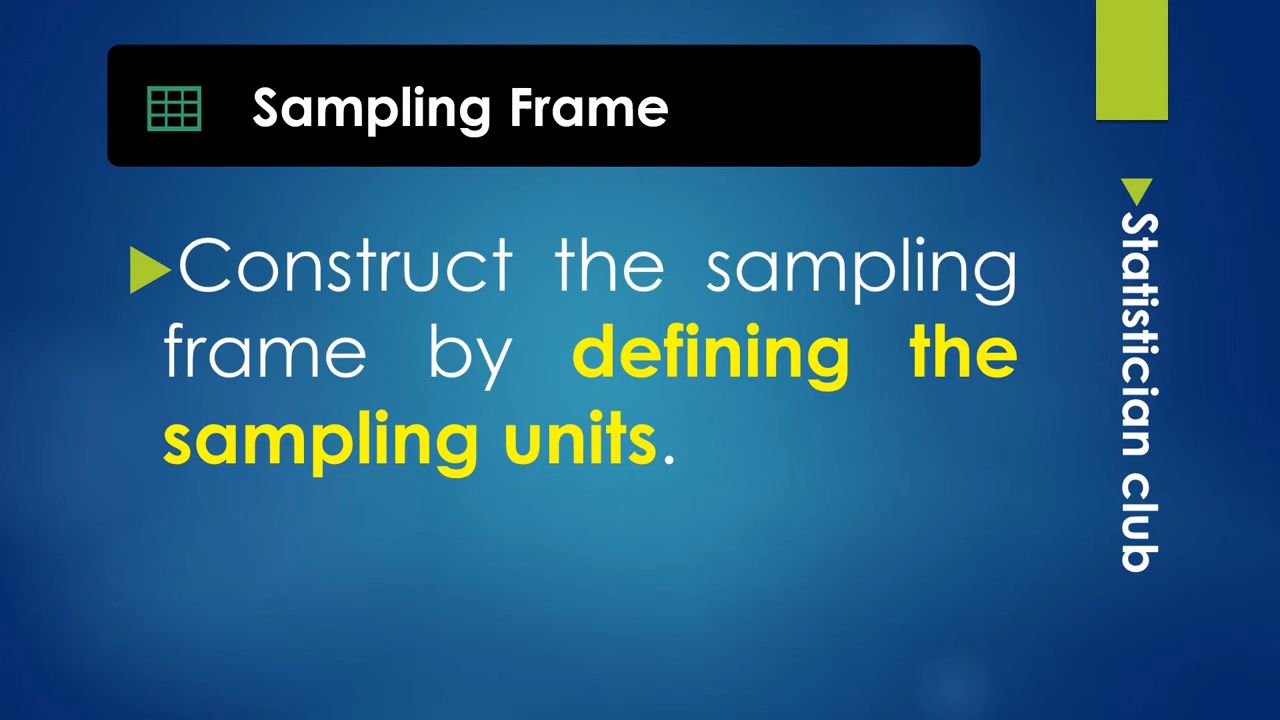 Sampling Frame
Construct the sampling
frame by defining the
sampling units.
Statistician club